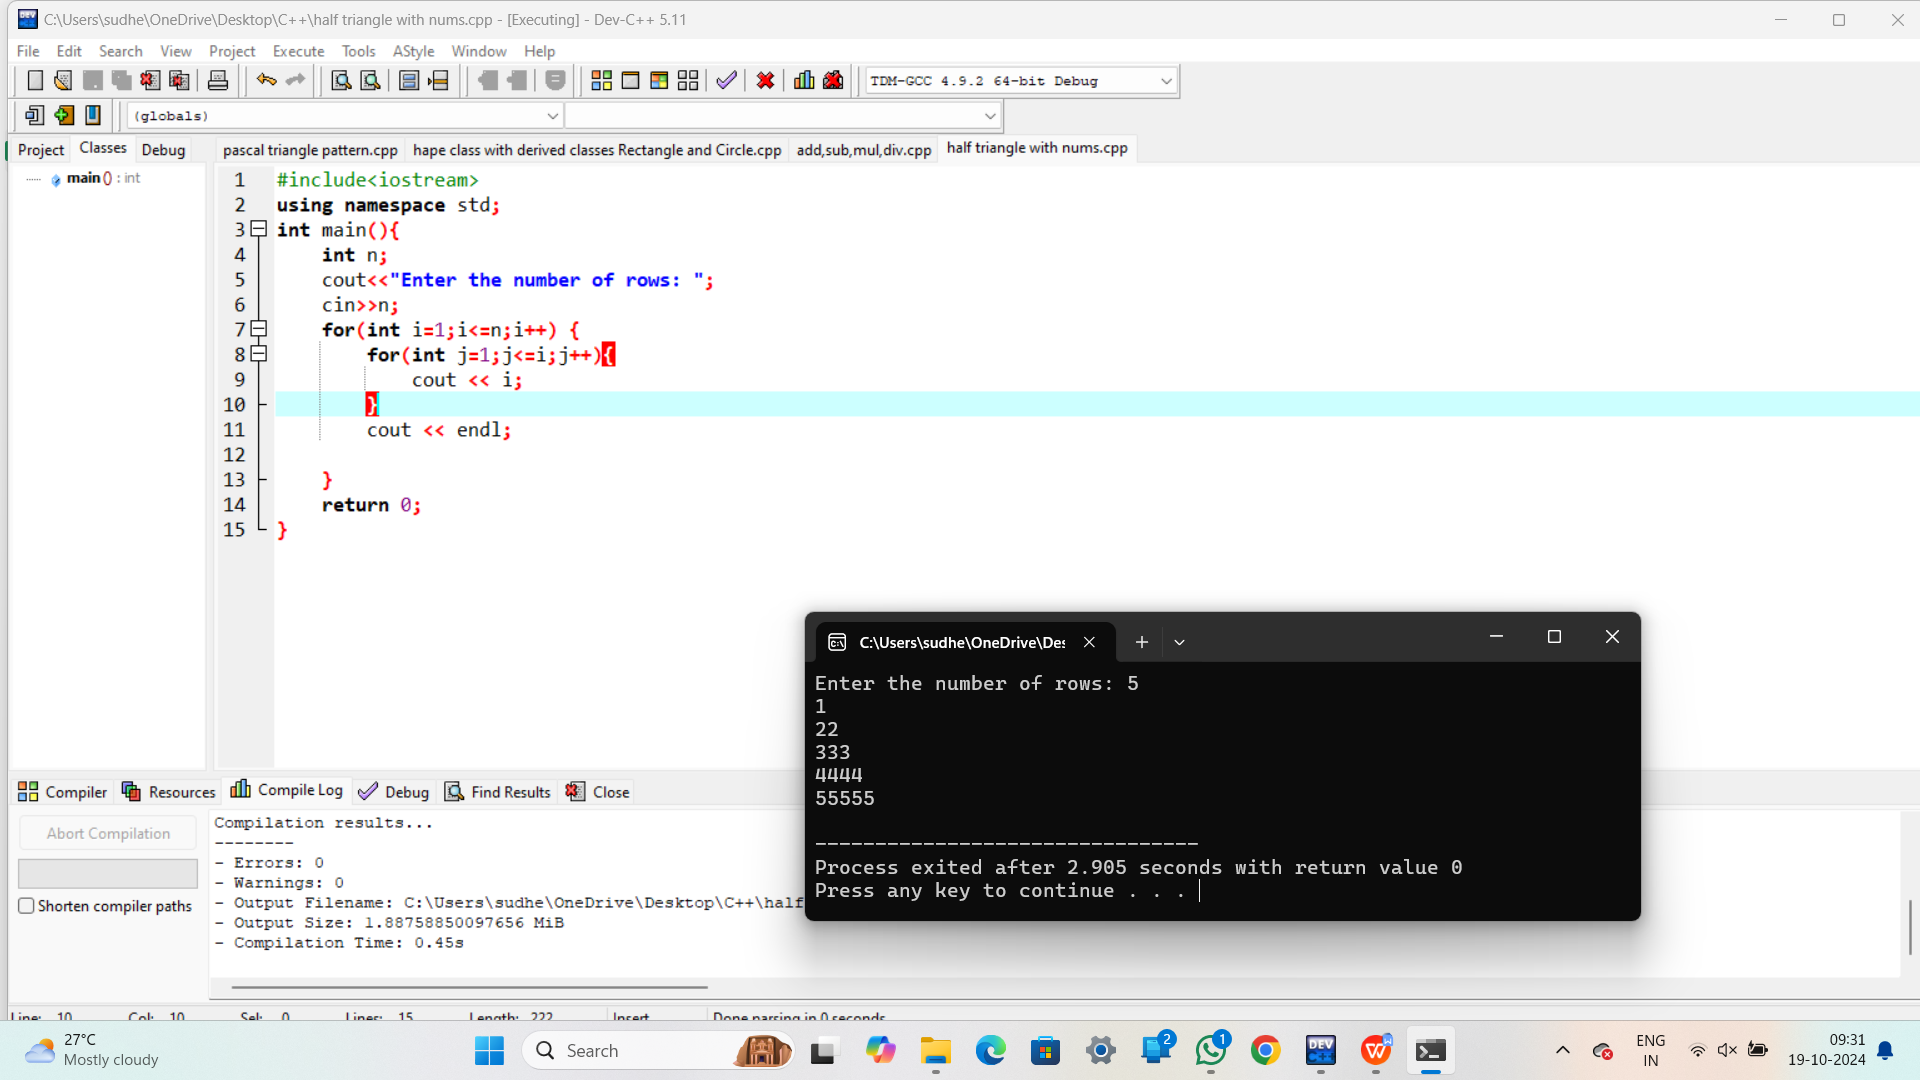 C:\Users\sudhe\OneDrive\Desktop\C++\half triangle with nums.cpp - [Executing] - Dev-C++ 5.11
File Edit Search View Project Execute Tools AStyle Window Help
TDM-GCC 4.9.2 64-bit Debug
(globals)
Project Classes Debug
pascal triangle pattern.cpp hape class with derived classes Rectangle and Circle.cpp add,sub,mul,div.cpp half triangle with nums.cpp
main () : int
1 #include<iostream>
2 using namespace std;
3 int main(){
4 int n;
5 cout<<"Enter the number of rows: ";
6 cin>>n;
7 for(int i=1;i<=n;i++) {
8 for(int j=1;j<=i;j++){
9 cout << i;
10 }
11 cout << endl;
12
13 }
14 return 0;
15 }
C:\Users\sudhe\OneDrive\Des
Enter the number of rows: 5
1
22
333
4444
55555
--------------------------------
Process exited after 2.905 seconds with return value 0
Press any key to continue . . .
Compiler Resources Compile Log Debug Find Results Close
Abort Compilation
Shorten compiler paths
Compilation results...
--------
- Errors: 0
- Warnings: 0
- Output Filename: C:\Users\sudhe\OneDrive\Desktop\C++\half
- Output Size: 1.88758850097656 MiB
- Compilation Time: 0.45s
Line: 10 Col: 10 Sel: 0 Lines: 15 Length: 222 Insert Done parsing in 0 seconds
27°C
Mostly cloudy
Search
DEV
2
1
W
ENG
IN
09:31
19-10-2024